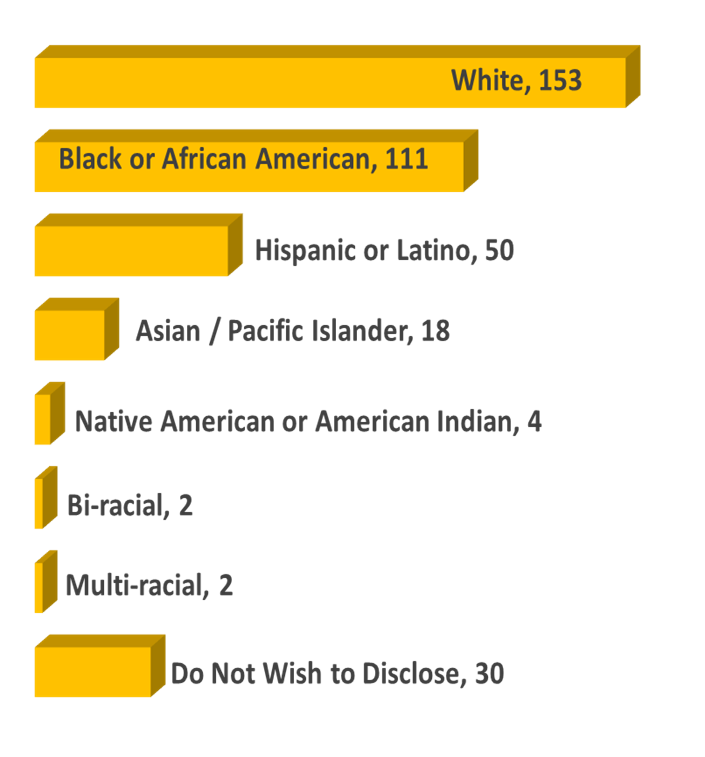 White, 153
Black or African American, 111
Hispanic or Latino, 50
Asian / Pacific Islander, 18
Native American or American Indian, 4
Bi-racial, 2
Multi-racial, 2
Do Not Wish to Disclose, 30